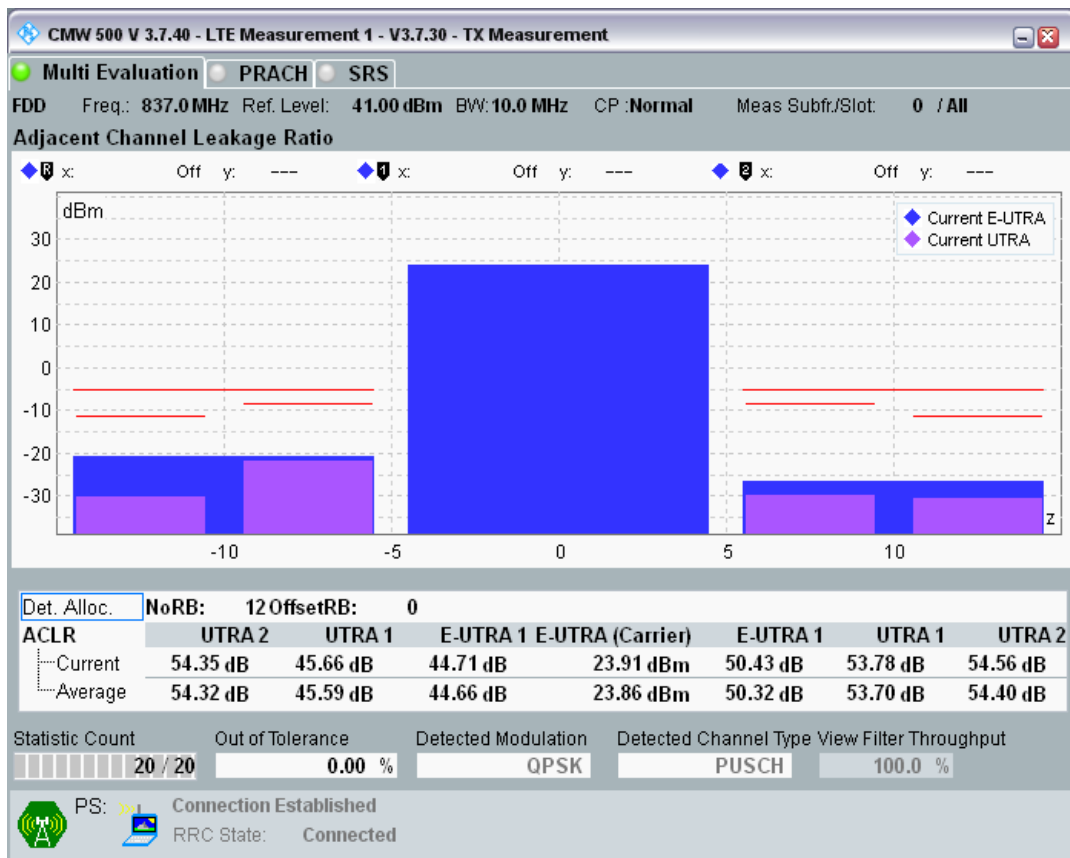 CMW 500 V 3.7.40 - LTE Measurement 1 - V3.7.30 - TX Measurement
Multi Evaluation PRACH SRS
FDD Freq.: 837.0 MHz Ref. Level: 41.00 dBm BW: 10.0 MHz CP :Normal Meas Subfr./Slot: 0 / All
Adjacent Channel Leakage Ratio
R x: Off y: --- 1 x: Off y: --- 2 x: Off y: ---
dBm
Current E-UTRA
Current UTRA
30
20
10
0
-10
-20
-30
z
-10 -5 0 5 10
Det. Alloc. NoRB: 12 OffsetRB: 0
ACLR UTRA 2 UTRA 1 E-UTRA 1 E-UTRA (Carrier) E-UTRA 1 UTRA 1 UTRA 2
Current 54.35 dB 45.66 dB 44.71 dB 23.91 dBm 50.43 dB 53.78 dB 54.56 dB
Average 54.32 dB 45.59 dB 44.66 dB 23.86 dBm 50.32 dB 53.70 dB 54.40 dB
Statistic Count Out of Tolerance Detected Modulation Detected Channel Type View Filter Throughput
20 / 20 0.00 % QPSK PUSCH 100.0 %
PS: Connection Established
RRC State: Connected